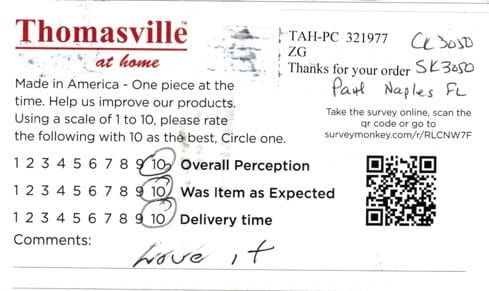 Thomasville™
at home
TAH-PC 321977 CK3050
ZG
Thanks for your order SK3050
Naples FL
Made in America - One piece at the
time. Help us improve our products.
Using a scale of 1 to 10, please rate
the following with 10 as the best, Circle one.
Take the survey online, scan the
qr code or go to
surveymonkey.com/r/RLCNW7F
1 2 3 4 5 6 7 8 9 10 Overall Perception
1 2 3 4 5 6 7 8 9 10 Was Item as Expected
1 2 3 4 5 6 7 8 9 10 Delivery time
Comments:
Love it